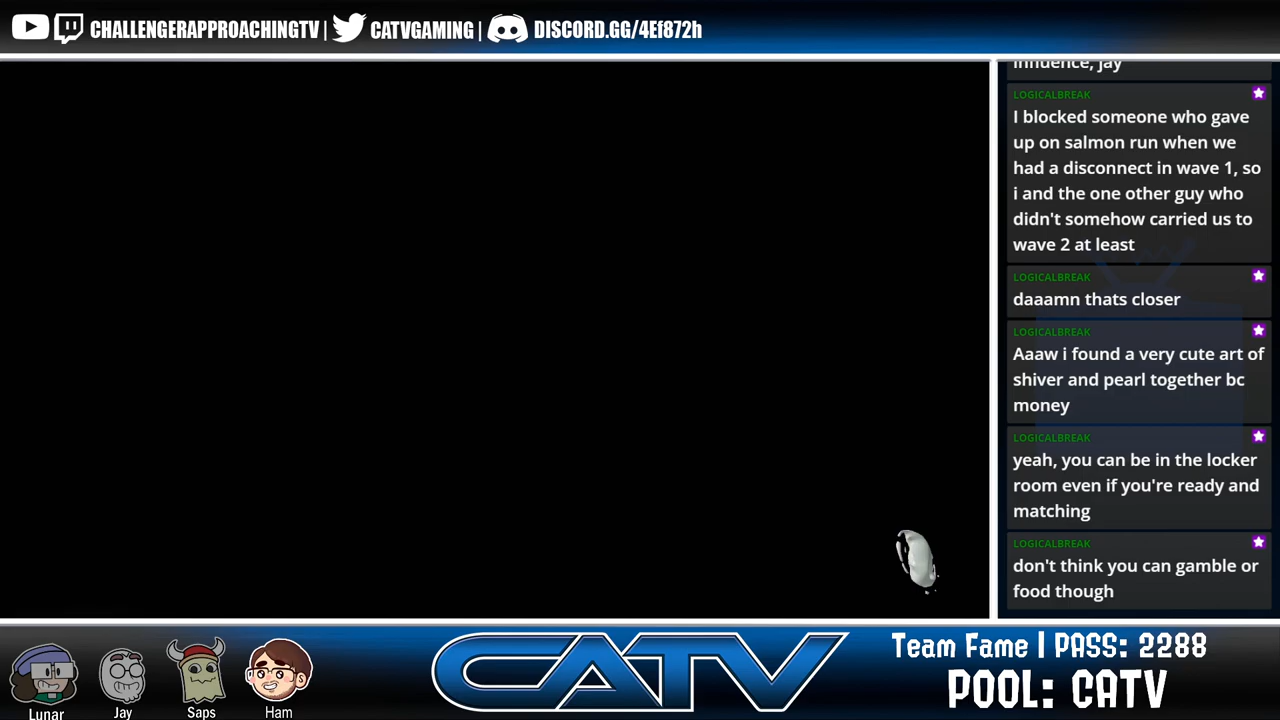 CHALLENGERAPPROACHINGTV | CATVGAMING | DISCORD.GG/4Ef872h
influence, jay
LOGICALBREAK
I blocked someone who gave
up on salmon run when we
had a disconnect in wave 1, so
i and the one other guy who
didn't somehow carried us to
wave 2 at least
LOGICALBREAK
daaamn thats closer
LOGICALBREAK
Aaaw i found a very cute art of
shiver and pearl together bc
money
LOGICALBREAK
yeah, you can be in the locker
room even if you're ready and
matching
LOGICALBREAK
don't think you can gamble or
food though
Lunar
Jay
Saps
Ham
CATV
Team Fame | PASS: 2288
POOL: CATV